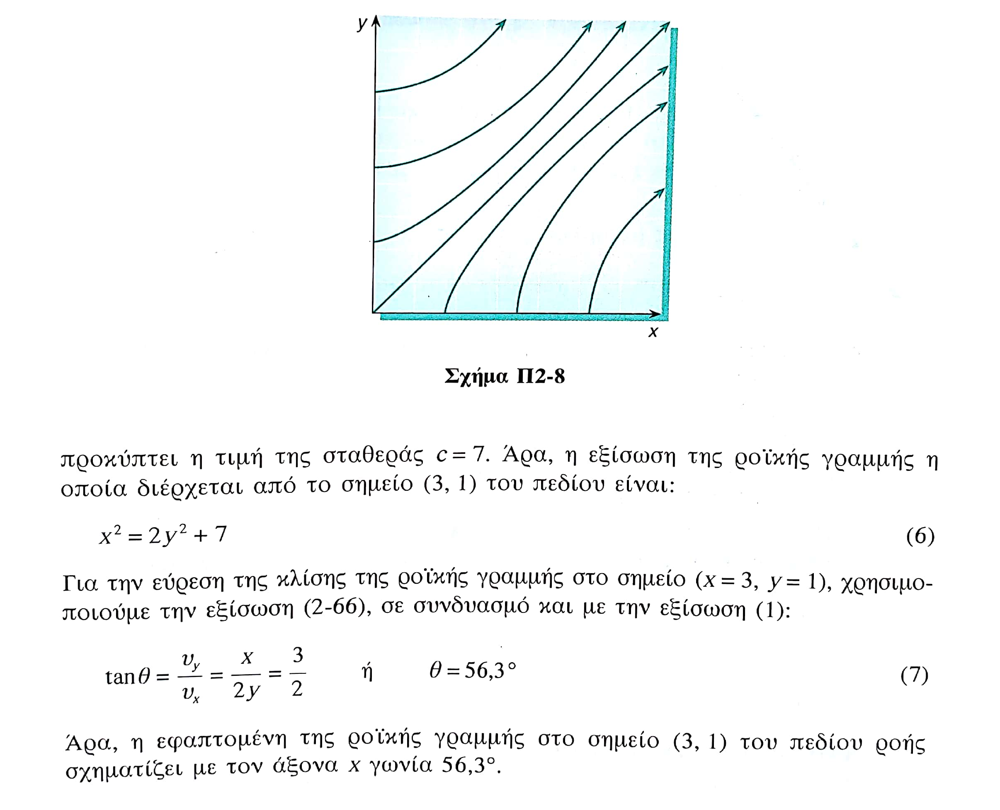 y
x
Σχήμα Π2-8
προκύπτει η τιμή της σταθεράς c = 7. Άρα, η εξίσωση της ροϊκής γραμμής η
οποία διέρχεται από το σημείο (3, 1) του πεδίου είναι:
x² = 2y² + 7 (6)
Για την εύρεση της κλίσης της ροϊκής γραμμής στο σημείο (x = 3, y = 1), χρησιμο-
ποιούμε την εξίσωση (2-66), σε συνδυασμό και με την εξίσωση (1):
tanθ = υ_y/υ_x = x/2y = 3/2 ή θ = 56,3° (7)
Άρα, η εφαπτομένη της ροϊκής γραμμής στο σημείο (3, 1) του πεδίου ροής
σχηματίζει με τον άξονα x γωνία 56,3°.